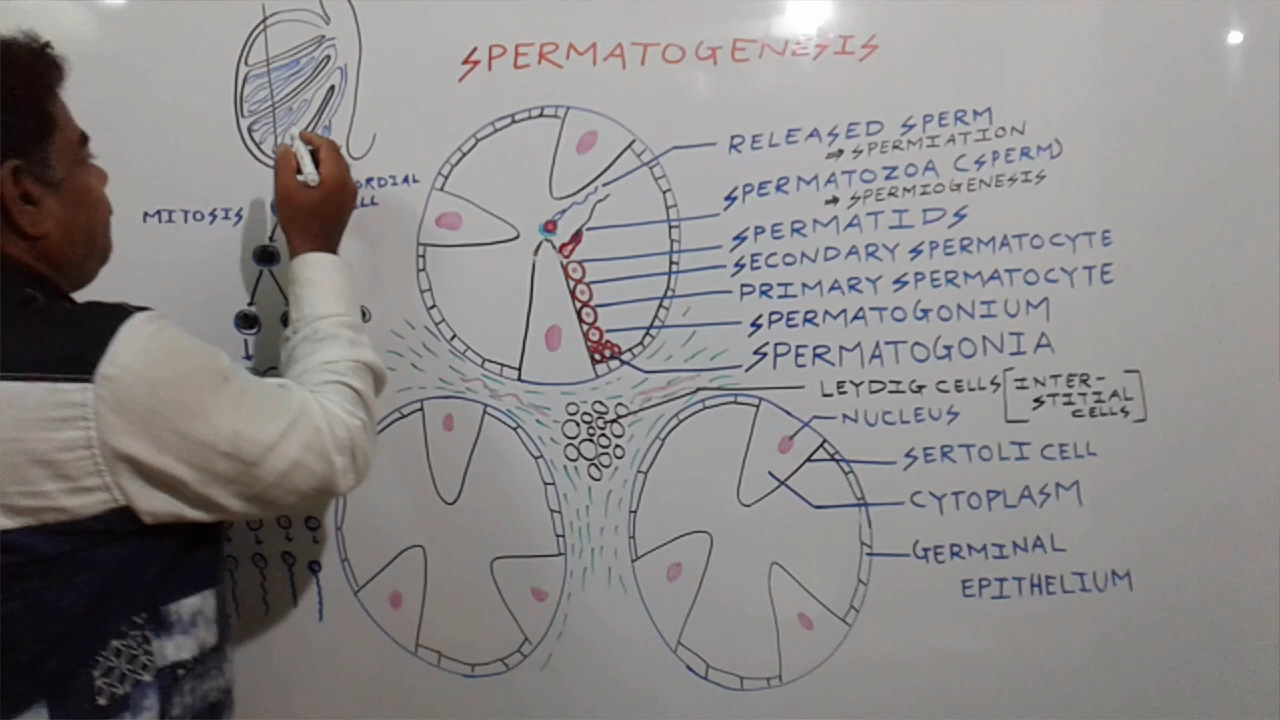 SPERMATOGENESIS
MITOSIS
RELEASED SPERM
⇒ SPERMIATION
SPERMATOZOA (SPERM)
⇒ SPERMIOGENESIS
SPERMATIDS
SECONDARY SPERMATOCYTE
PRIMARY SPERMATOCYTE
SPERMATOGONIUM
SPERMATOGONIA
LEYDIG CELLS [INTER-
STITIAL
CELLS]
NUCLEUS
SERTOLI CELL
CYTOPLASM
GERMINAL
EPITHELIUM